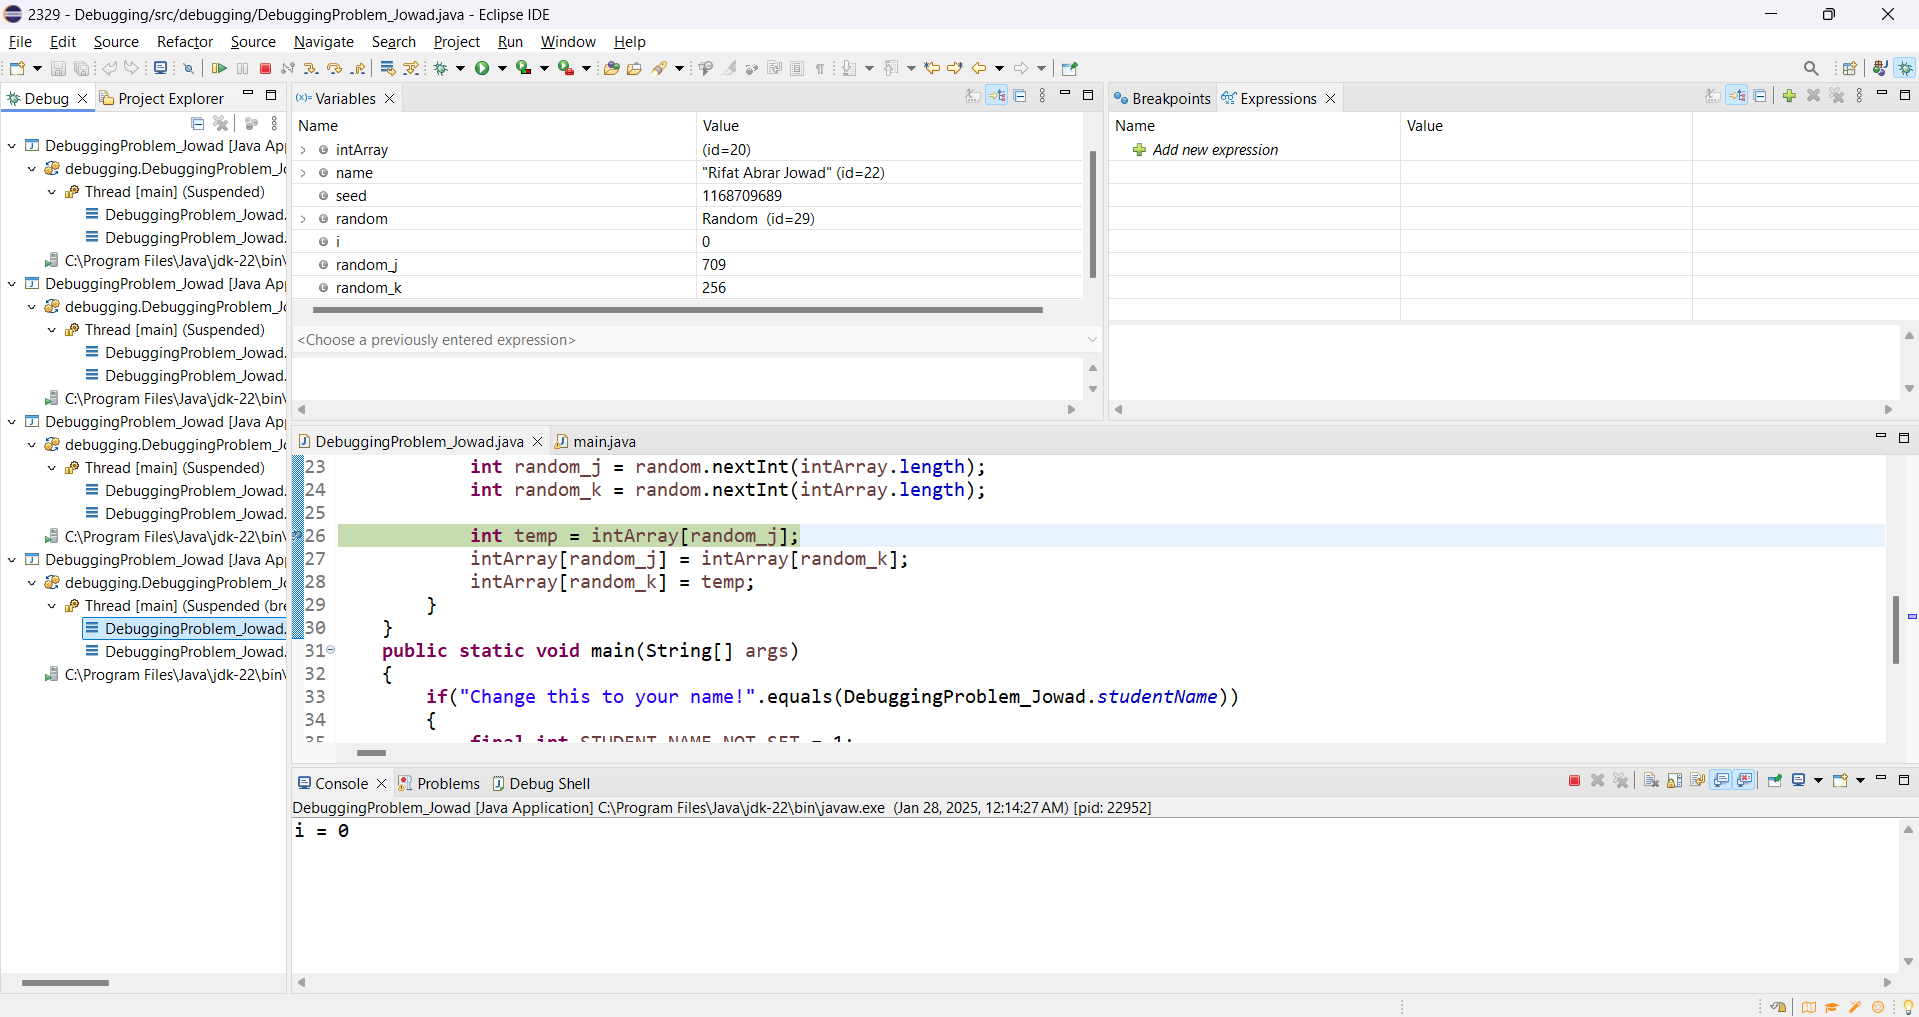 2329 - Debugging/src/debugging/DebuggingProblem_Jowad.java - Eclipse IDE
File Edit Source Refactor Source Navigate Search Project Run Window Help
Debug Project Explorer
DebuggingProblem_Jowad [Java Ap
debugging.DebuggingProblem_J
Thread [main] (Suspended)
DebuggingProblem_Jowad.
DebuggingProblem_Jowad.
C:\Program Files\Java\jdk-22\bin\
DebuggingProblem_Jowad [Java Ap
debugging.DebuggingProblem_J
Thread [main] (Suspended)
DebuggingProblem_Jowad.
DebuggingProblem_Jowad.
C:\Program Files\Java\jdk-22\bin\
DebuggingProblem_Jowad [Java Ap
debugging.DebuggingProblem_J
Thread [main] (Suspended)
DebuggingProblem_Jowad.
DebuggingProblem_Jowad.
C:\Program Files\Java\jdk-22\bin\
DebuggingProblem_Jowad [Java Ap
debugging.DebuggingProblem_J
Thread [main] (Suspended (bre
DebuggingProblem_Jowad.
DebuggingProblem_Jowad.
C:\Program Files\Java\jdk-22\bin\
(x)= Variables
Name Value
intArray (id=20)
name "Rifat Abrar Jowad" (id=22)
seed 1168709689
random Random (id=29)
i 0
random_j 709
random_k 256
<Choose a previously entered expression>
Breakpoints Expressions
Name Value
Add new expression
DebuggingProblem_Jowad.java main.java
23 int random_j = random.nextInt(intArray.length);
24 int random_k = random.nextInt(intArray.length);
25
26 int temp = intArray[random_j];
27 intArray[random_j] = intArray[random_k];
28 intArray[random_k] = temp;
29 }
30 }
31 public static void main(String[] args)
32 {
33 if("Change this to your name!".equals(DebuggingProblem_Jowad.studentName))
34 {
35 final int STUDENT_NAME_NOT_SET = 1;
Console Problems Debug Shell
DebuggingProblem_Jowad [Java Application] C:\Program Files\Java\jdk-22\bin\javaw.exe (Jan 28, 2025, 12:14:27 AM) [pid: 22952]
i = 0